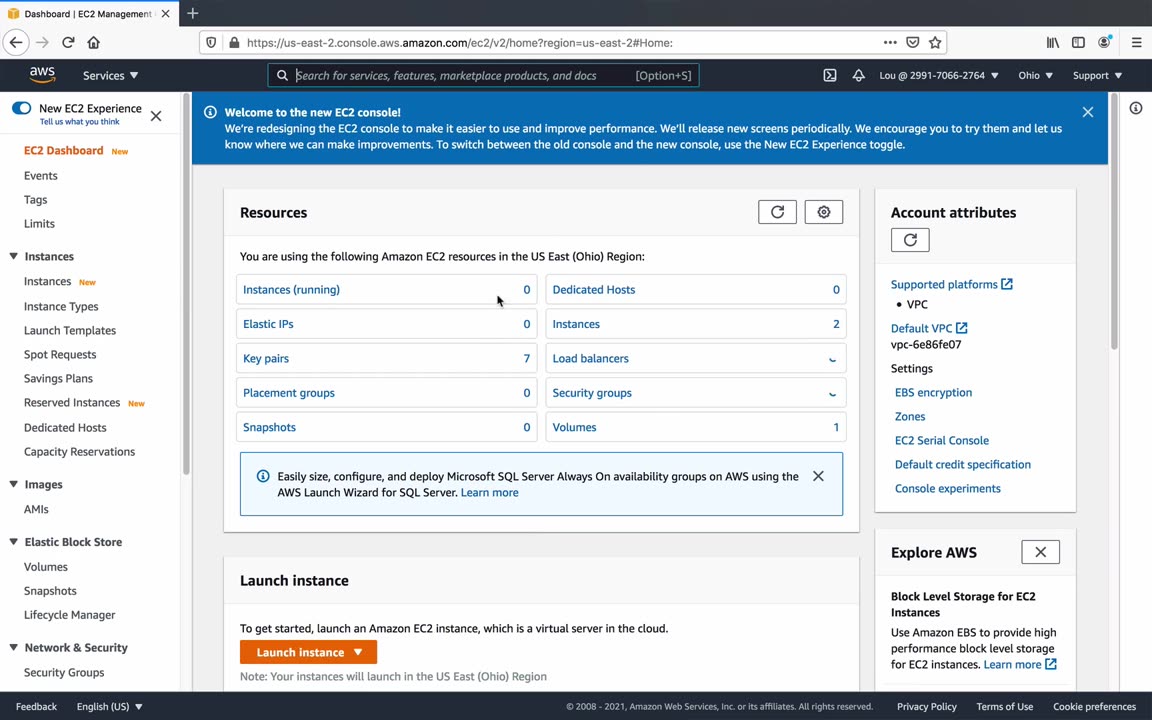 Dashboard | EC2 Management
https://us-east-2.console.aws.amazon.com/ec2/v2/home?region=us-east-2#Home:
aws
Services
Search for services, features, marketplace products, and docs
[Option+S]
Lou @ 2991-7066-2764
Ohio
Support
New EC2 Experience
Tell us what you think
EC2 Dashboard New
Events
Tags
Limits
Instances
Instances New
Instance Types
Launch Templates
Spot Requests
Savings Plans
Reserved Instances New
Dedicated Hosts
Capacity Reservations
Images
AMIs
Elastic Block Store
Volumes
Snapshots
Lifecycle Manager
Network & Security
Security Groups
Welcome to the new EC2 console!
We're redesigning the EC2 console to make it easier to use and improve performance. We'll release new screens periodically. We encourage you to try them and let us
know where we can make improvements. To switch between the old console and the new console, use the New EC2 Experience toggle.
Resources
You are using the following Amazon EC2 resources in the US East (Ohio) Region:
Instances (running) 0
Dedicated Hosts 0
Elastic IPs 0
Instances 2
Key pairs 7
Load balancers
Placement groups 0
Security groups
Snapshots 0
Volumes 1
Easily size, configure, and deploy Microsoft SQL Server Always On availability groups on AWS using the
AWS Launch Wizard for SQL Server. Learn more
Launch instance
To get started, launch an Amazon EC2 instance, which is a virtual server in the cloud.
Launch instance
Note: Your instances will launch in the US East (Ohio) Region
Account attributes
Supported platforms
• VPC
Default VPC
vpc-6e86fe07
Settings
EBS encryption
Zones
EC2 Serial Console
Default credit specification
Console experiments
Explore AWS
Block Level Storage for EC2
Instances
Use Amazon EBS to provide high
performance block level storage
for EC2 instances. Learn more
Feedback
English (US)
© 2008 - 2021, Amazon Web Services, Inc. or its affiliates. All rights reserved.
Privacy Policy
Terms of Use
Cookie preferences